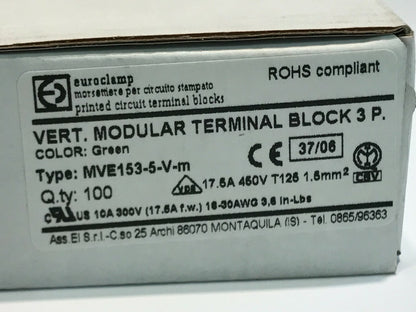 euroclamp
morsettiere per circuito stampato
printed circuit terminal blocks
ROHS compliant
VERT. MODULAR TERMINAL BLOCK 3 P.
COLOR: Green
Type: MVE153-5-V-m
CE 37/06
Q.ty: 100
VDE 17.5A 450V T125 1.5mm²
US 10A 300V (17.5A f.w.) 16-30AWG 3,6 in-Lbs
Ass.El S.r.l.-C.so 25 Archi 86070 MONTAQUILA (IS) - Tel. 0865/96363